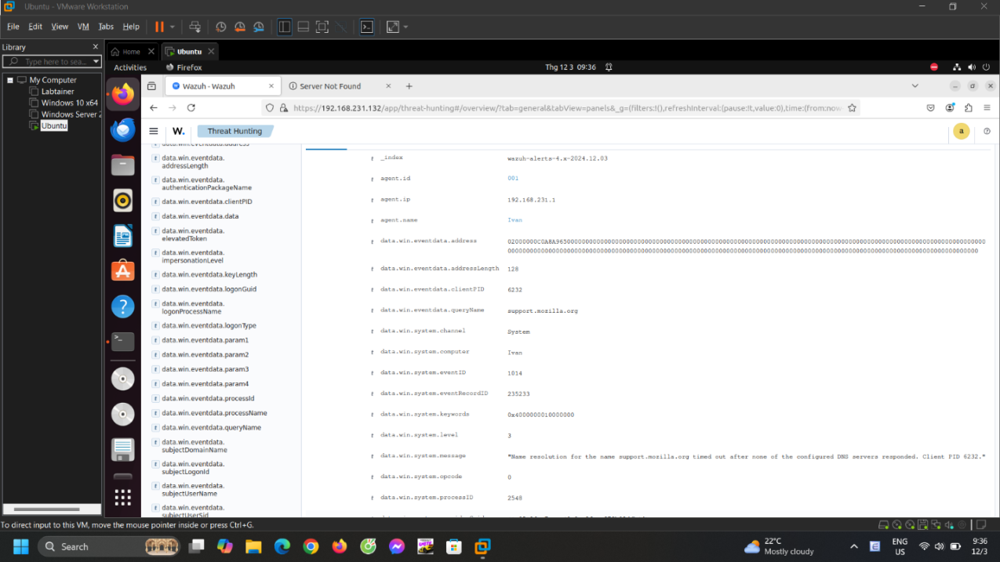 Ubuntu - VMware Workstation
File Edit View VM Tabs Help
Library
Type here to sea...
My Computer
Labtainer
Windows 10 x64
Windows Server 2
Ubuntu
Home
Ubuntu
Activities
Firefox
Thg 12 3 09:36
Wazuh - Wazuh
Server Not Found
https://192.168.231.132/app/threat-hunting#/overview/?tab=general&tabView=panels&_g=(filters:!(),refreshInterval:(pause:!t,value:0),time:(from:now
W.
Threat Hunting
a
data.win.eventdata.address
data.win.eventdata.
addressLength
data.win.eventdata.
authenticationPackageName
data.win.eventdata.clientPID
data.win.eventdata.data
data.win.eventdata.
elevatedToken
data.win.eventdata.
impersonationLevel
data.win.eventdata.keyLength
data.win.eventdata.logonGuid
data.win.eventdata.
logonProcessName
data.win.eventdata.logonType
data.win.eventdata.param1
data.win.eventdata.param2
data.win.eventdata.param3
data.win.eventdata.param4
data.win.eventdata.processId
data.win.eventdata.processName
data.win.eventdata.queryName
data.win.eventdata.
subjectDomainName
data.win.eventdata.
subjectLogonId
data.win.eventdata.
subjectUserName
data.win.eventdata.
subjectUserSid
t _index wazuh-alerts-4.x-2024.12.03
t agent.id 001
t agent.ip 192.168.231.1
t agent.name Ivan
t data.win.eventdata.address
t data.win.eventdata.addressLength 128
t data.win.eventdata.clientPID 6232
t data.win.eventdata.queryName support.mozilla.org
t data.win.system.channel System
t data.win.system.computer Ivan
t data.win.system.eventID 1014
t data.win.system.eventRecordID 235233
t data.win.system.keywords 0x4000000010000000
t data.win.system.level 3
t data.win.system.message "Name resolution for the name support.mozilla.org timed out after none of the configured DNS servers responded. Client PID 6232."
t data.win.system.opcode 0
t data.win.system.processID 2548
To direct input to this VM, move the mouse pointer inside or press Ctrl+G.
Search
22°C
Mostly cloudy
ENG
US
12/3